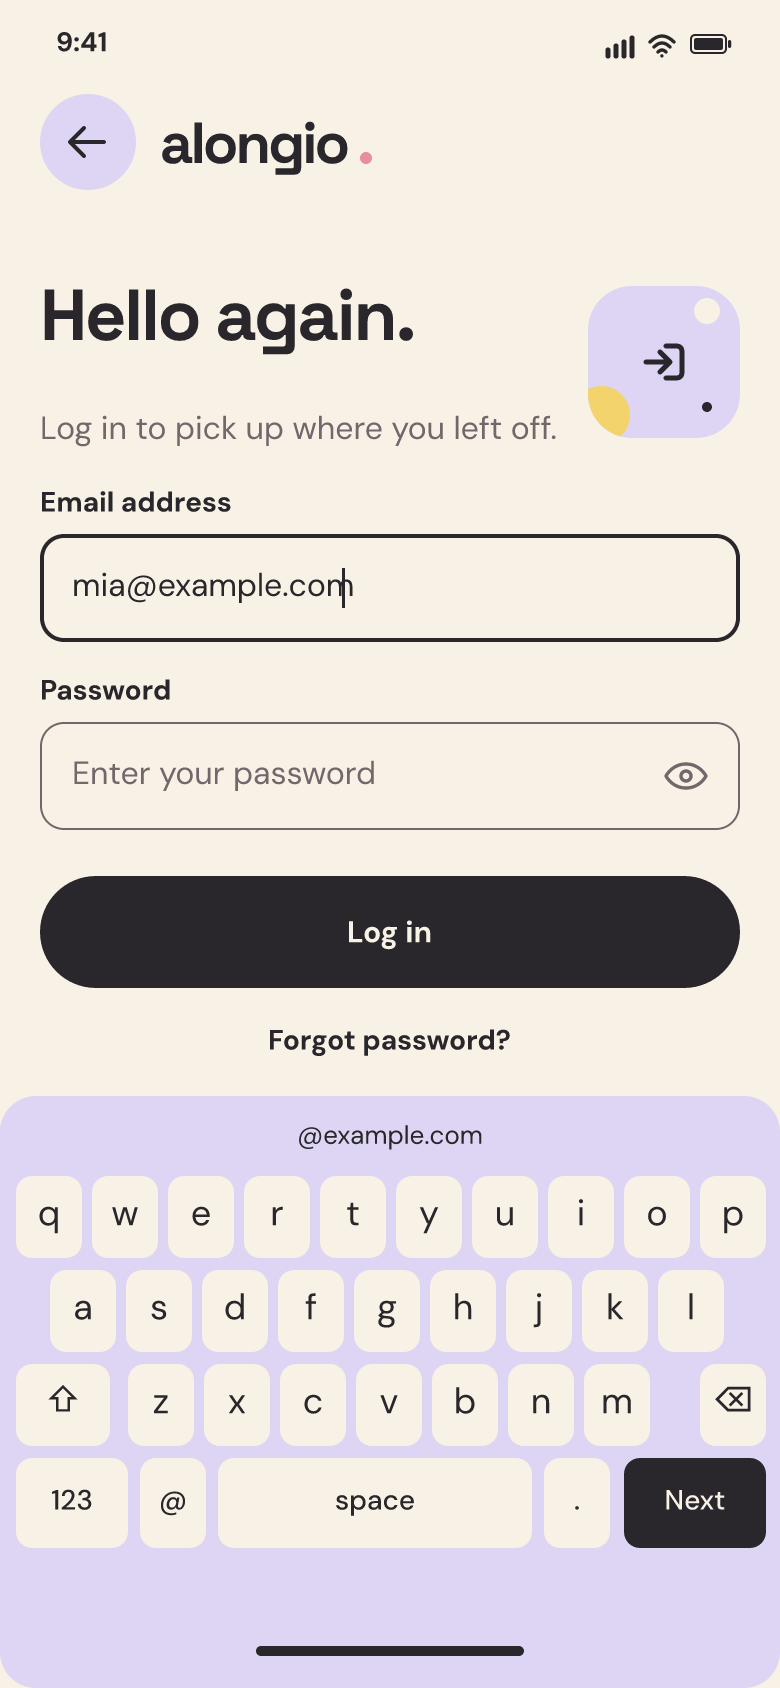 9:41
alongio.
Hello again.
Log in to pick up where you left off.
Email address
mia@example.com
Password
Enter your password
Log in
Forgot password?
@example.com
q w e r t y u i o p
a s d f g h j k l
z x c v b n m
123 @ space . Next